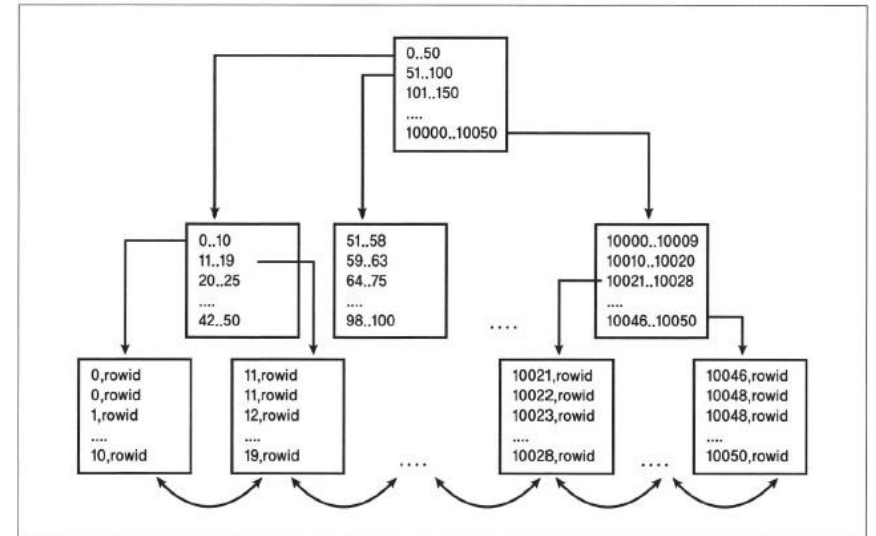 0..50
51..100
101..150
....
10000..10050
0..10
11..19
20..25
....
42..50
51..58
59..63
64..75
....
98..100
....
10000..10009
10010..10020
10021..10028
....
10046..10050
0,rowid
0,rowid
1,rowid
....
10,rowid
11,rowid
11,rowid
12,rowid
....
19,rowid
....
10021,rowid
10022,rowid
10023,rowid
....
10028,rowid
....
10046,rowid
10048,rowid
10048,rowid
....
10050,rowid